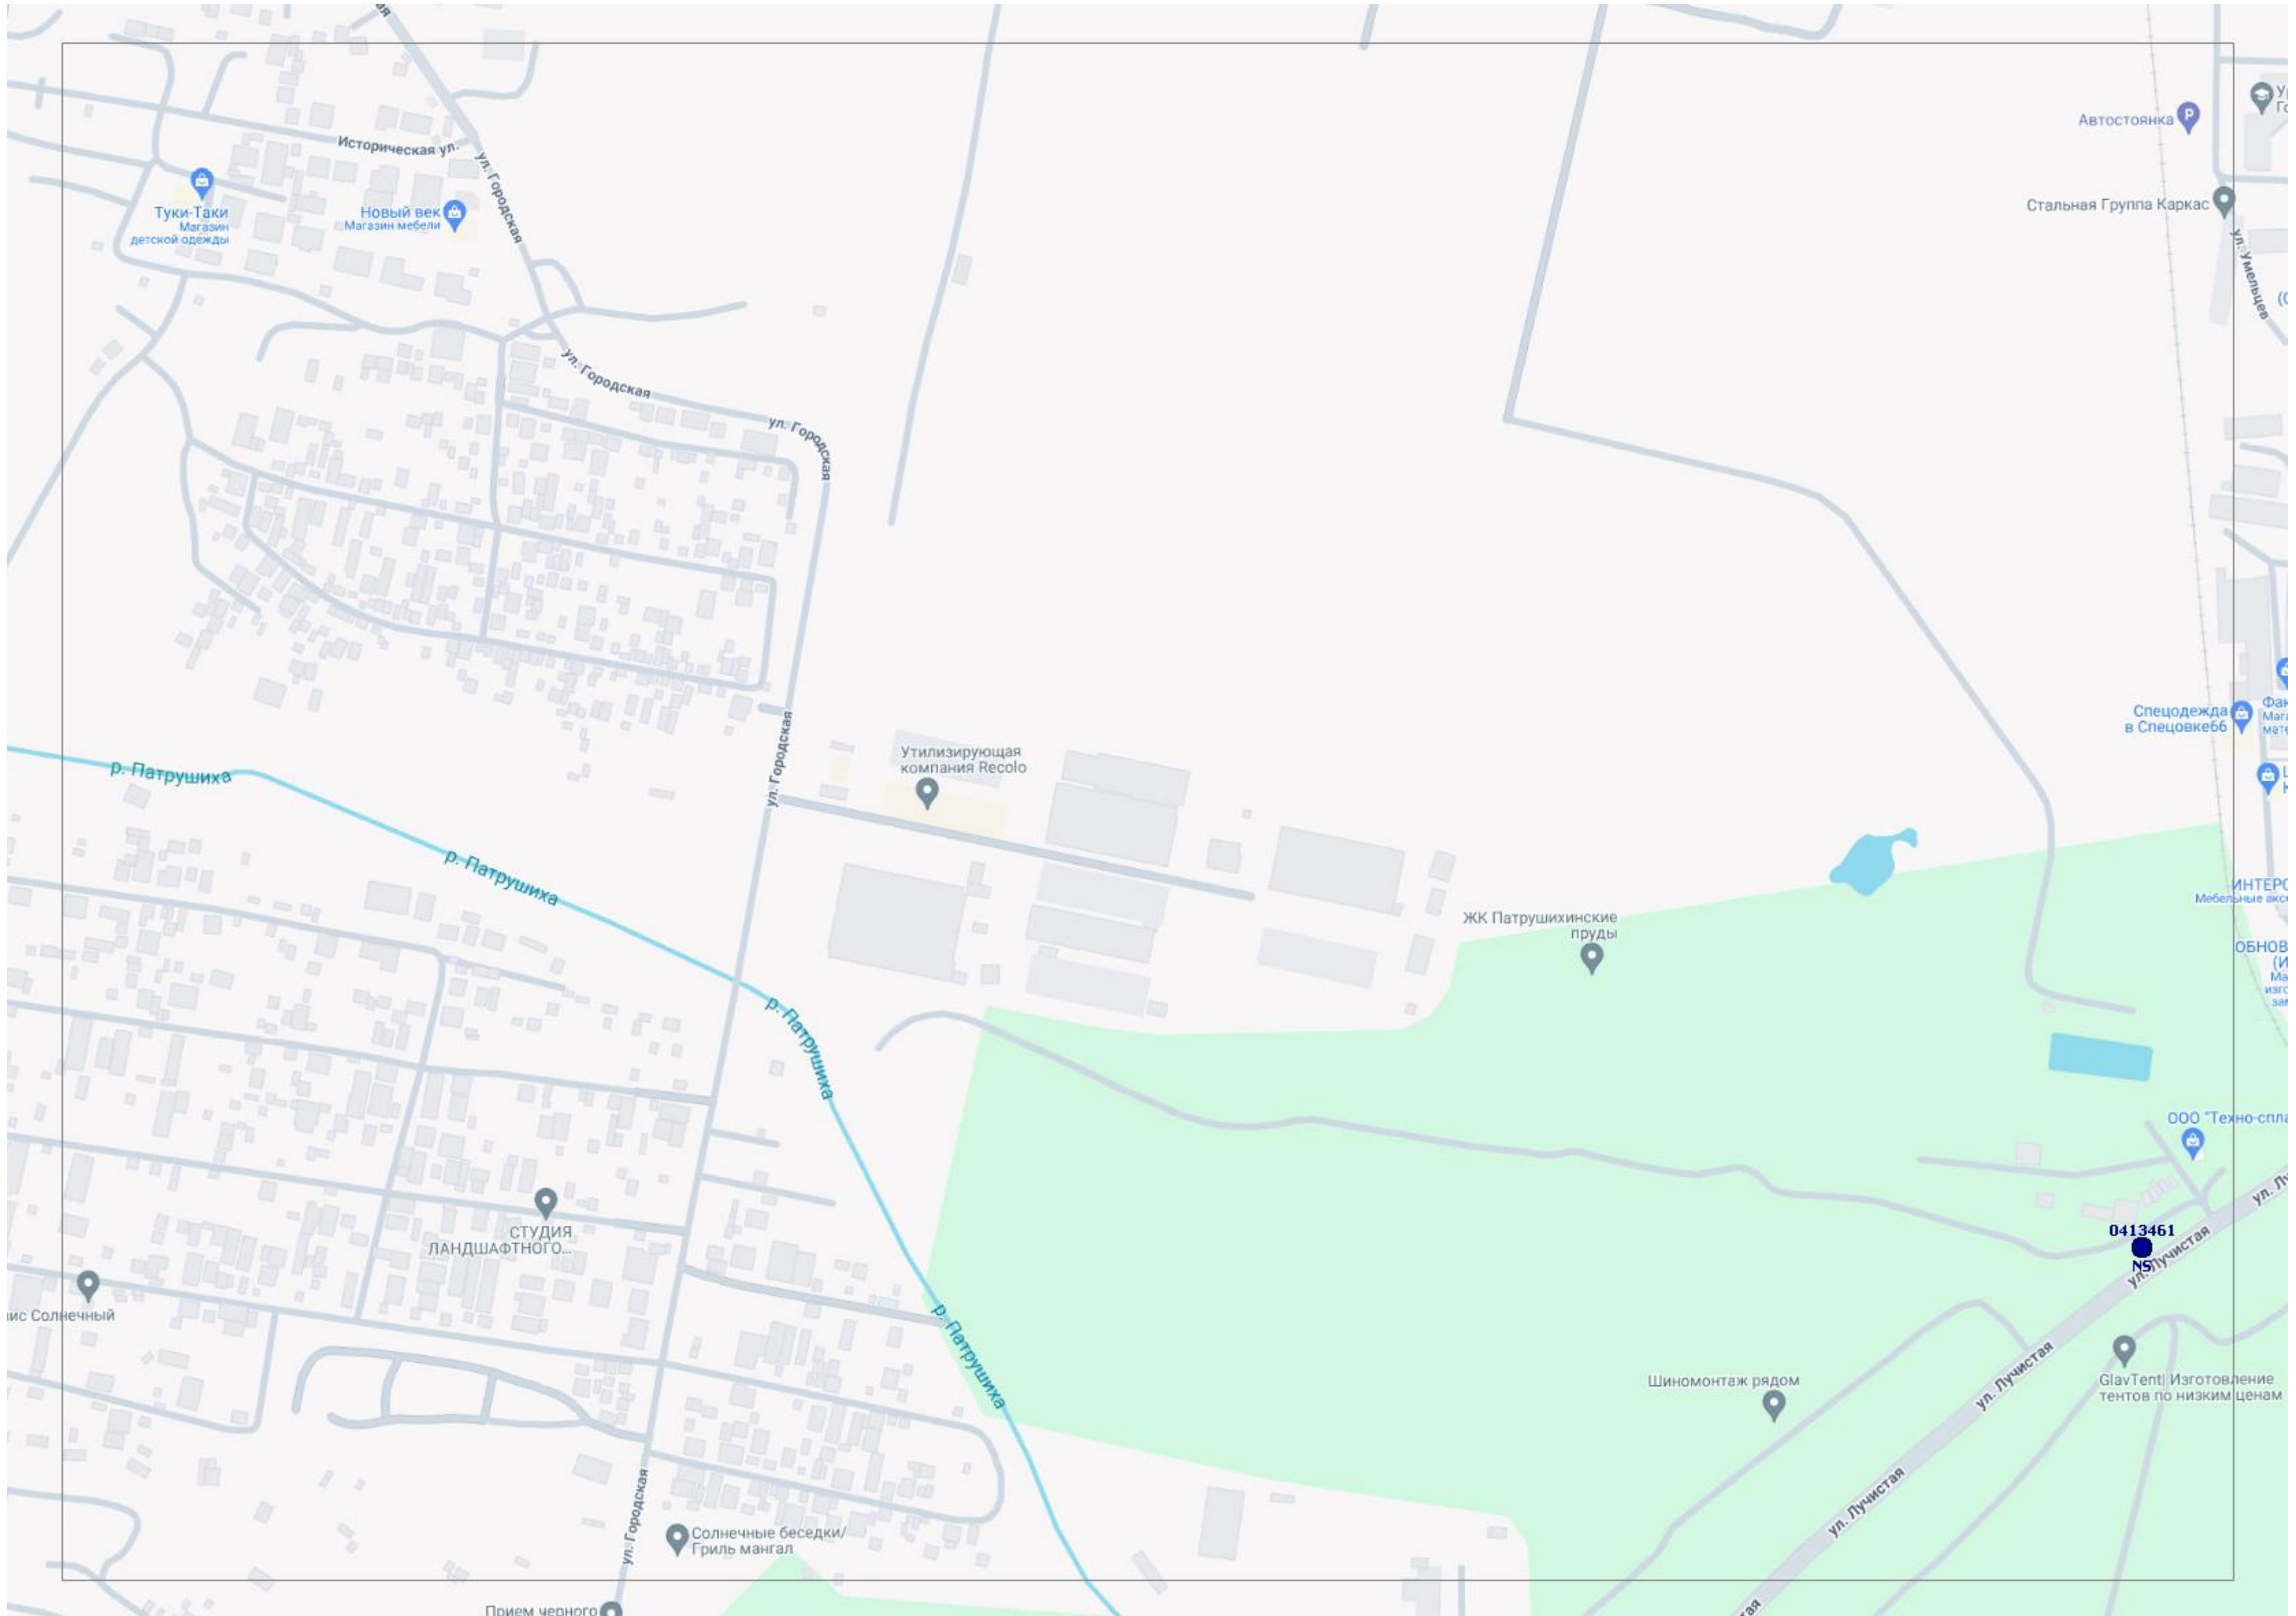 Автостоянка
Историческая ул.
ул. Городская
Туки-Таки
Магазин
детской одежды
Новый век
Магазин мебели
Стальная Группа Каркас
ул. Умельцев
ул. Городская
ул. Городская
Спецодежда
в Спецовке66
ул. Городская
Утилизирующая
компания Recolo
р. Патрушиха
р. Патрушиха
ЖК Патрушихинские
пруды
р. Патрушиха
ООО "Техно-спла
СТУДИЯ
ЛАНДШАФТНОГО...
0413461
NS
ул. Лучистая
ис Солнечный
р. Патрушиха
ул. Лучистая
Шиномонтаж рядом
GlavTent| Изготовление
тентов по низким ценам
ул. Лучистая
ул. Городская
Солнечные беседки/
Гриль мангал
Прием черного